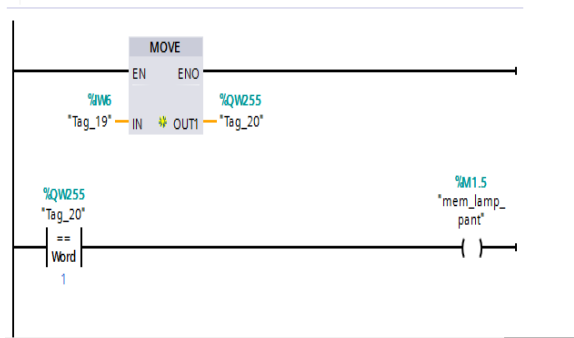 MOVE
EN ENO
%IW6 %QW255
"Tag_19" IN OUT1 "Tag_20"
%QW255
"Tag_20"
==
Word
1
%M1.5
"mem_lamp_
pant"